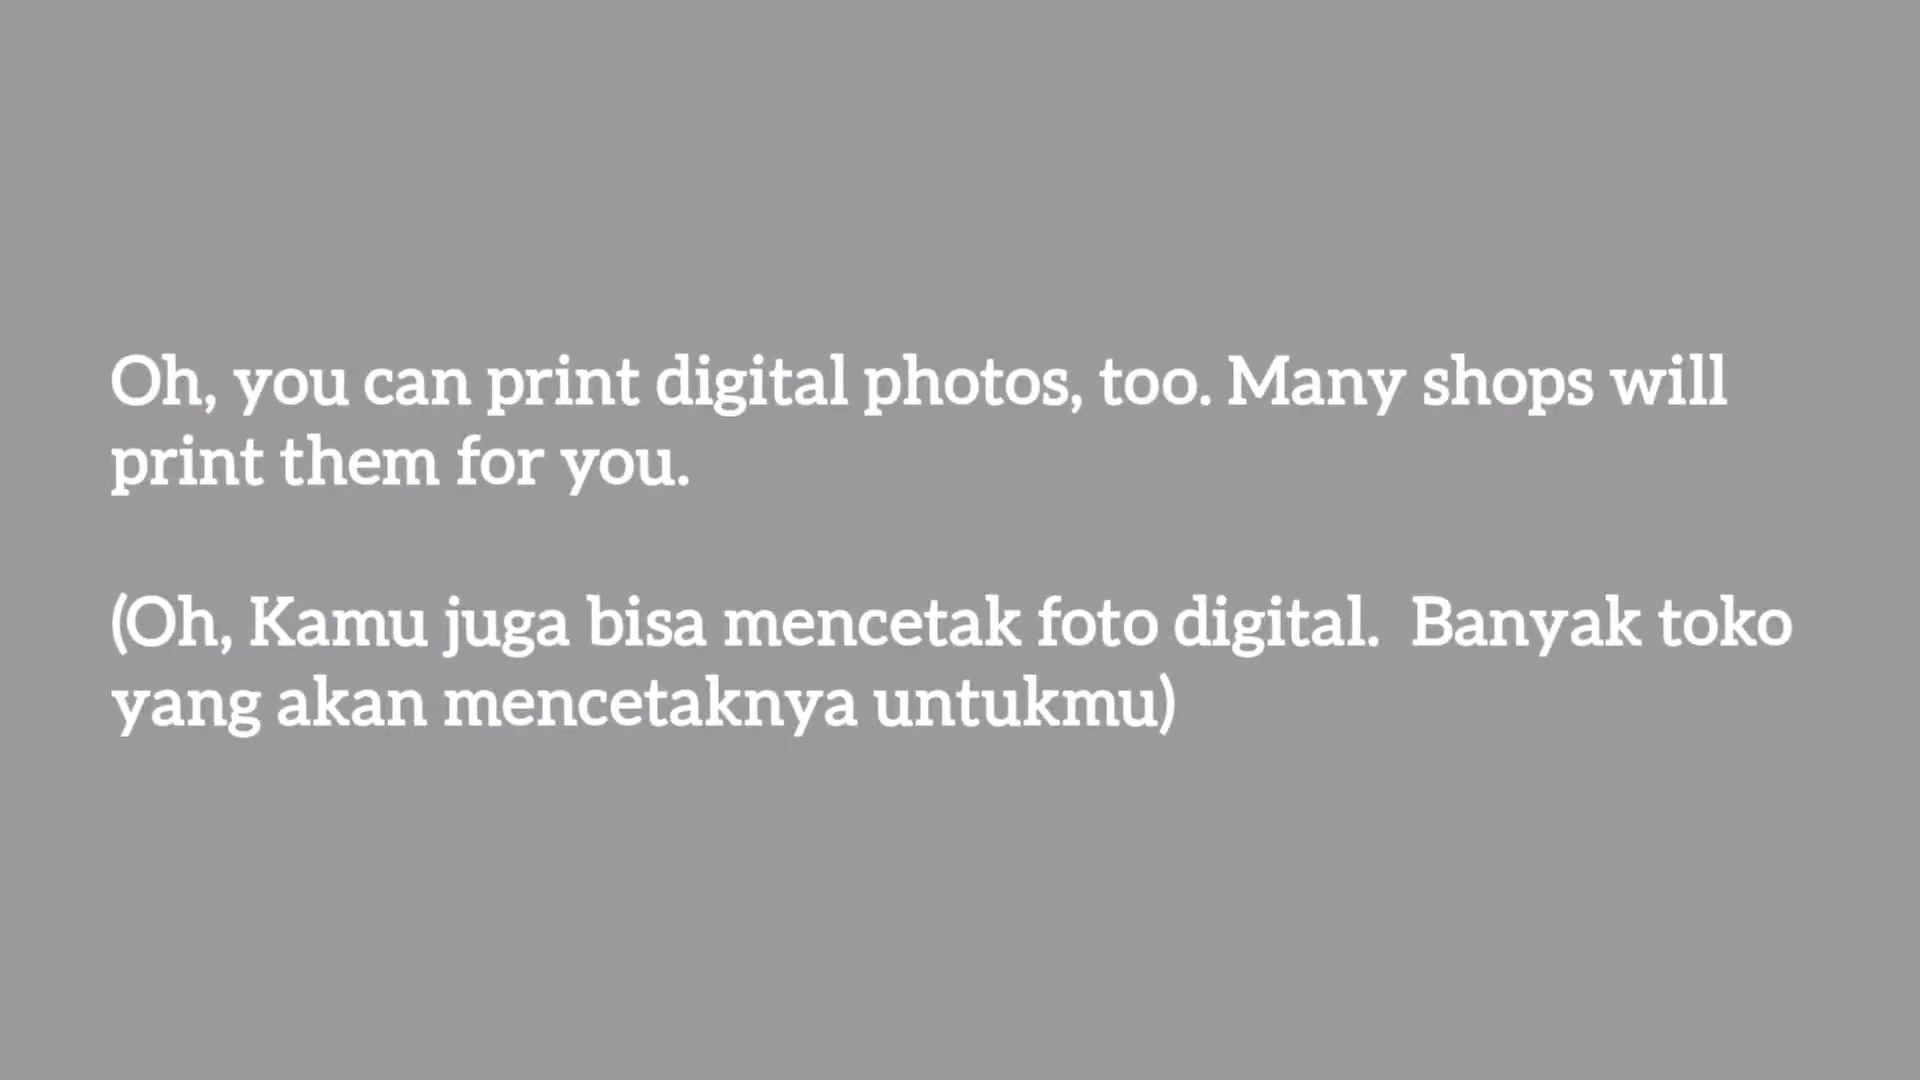 Oh, you can print digital photos, too. Many shops will
print them for you.
(Oh, Kamu juga bisa mencetak foto digital.  Banyak toko
yang akan mencetaknya untukmu)